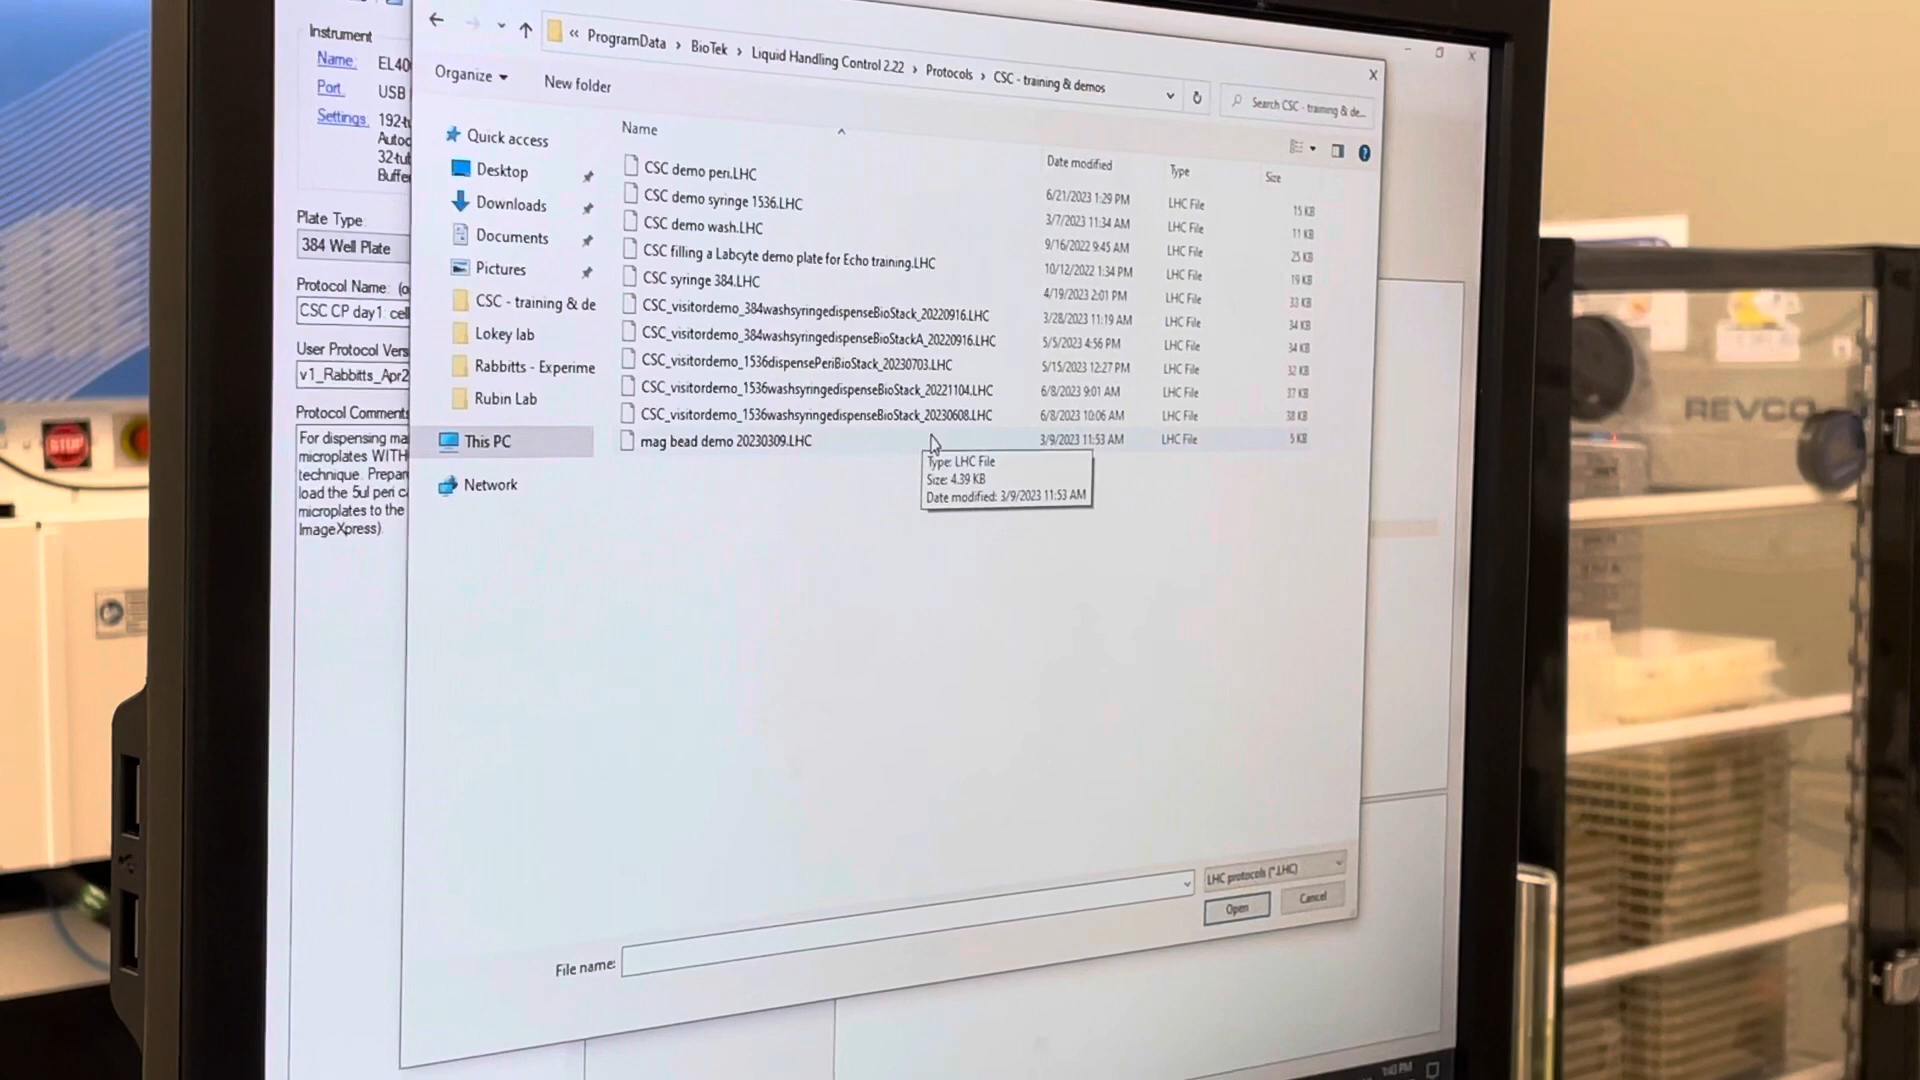 ProgramData › BioTek › Liquid Handling Control 2.22 › Protocols › CSC - training & demos
Search CSC - training & de...
Organize
New folder
Instrument
Name:
EL40
Port
USB
Settings
192-t
Autoc
32-tul
Buffe
Plate Type
384 Well Plate
Protocol Name: (o
CSC CP day1: cell
User Protocol Vers
v1_Rabbitts_Apr2
Protocol Comments
For dispensing ma
microplates WITH
technique. Prepar
load the 5ul peri c
microplates to the
ImageXpress).
Quick access
Desktop
Downloads
Documents
Pictures
CSC - training & de
Lokey lab
Rabbitts - Experime
Rubin Lab
This PC
Network
Name Date modified Type Size
CSC demo peri.LHC 6/21/2023 1:29 PM LHC File 15 KB
CSC demo syringe 1536.LHC 3/7/2023 11:34 AM LHC File 11 KB
CSC demo wash.LHC 9/16/2022 9:45 AM LHC File 25 KB
CSC filling a Labcyte demo plate for Echo training.LHC 10/12/2022 1:34 PM LHC File 19 KB
CSC syringe 384.LHC 4/19/2023 2:01 PM LHC File 33 KB
CSC_visitordemo_384washsyringedispenseBioStack_20220916.LHC 3/28/2023 11:19 AM LHC File 34 KB
CSC_visitordemo_384washsyringedispenseBioStackA_20220916.LHC 5/5/2023 4:56 PM LHC File 34 KB
CSC_visitordemo_1536dispensePeriBioStack_20230703.LHC 5/15/2023 12:27 PM LHC File 32 KB
CSC_visitordemo_1536washsyringedispenseBioStack_20221104.LHC 6/8/2023 9:01 AM LHC File 37 KB
CSC_visitordemo_1536washsyringedispenseBioStack_20230608.LHC 6/8/2023 10:06 AM LHC File 38 KB
mag bead demo 20230309.LHC 3/9/2023 11:53 AM LHC File 5 KB
Type: LHC File
Size: 4.39 KB
Date modified: 3/9/2023 11:53 AM
File name:
LHC protocols (*.LHC)
Open
Cancel
1:43 PM
STOP
REVCO